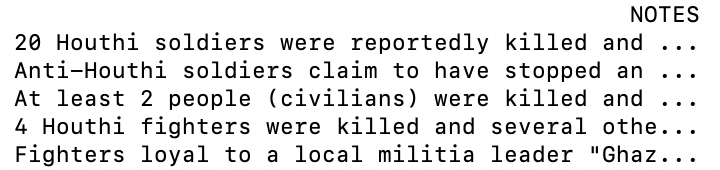 NOTES
20 Houthi soldiers were reportedly killed and ...
Anti-Houthi soldiers claim to have stopped an ...
At least 2 people (civilians) were killed and ...
4 Houthi fighters were killed and several othe...
Fighters loyal to a local militia leader "Ghaz...